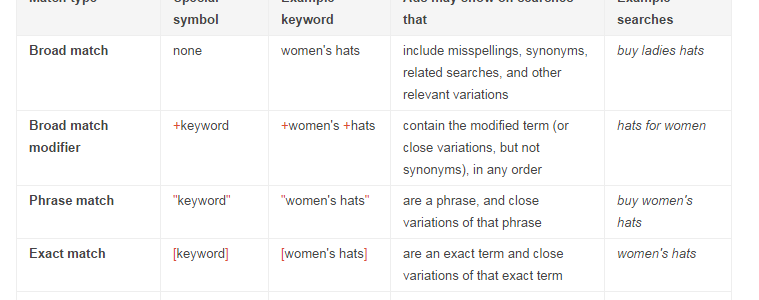 Match type
Special
symbol
Example
keyword
Ads may show on searches
that
Example
searches
Broad match
none
women's hats
include misspellings, synonyms,
related searches, and other
relevant variations
buy ladies hats
Broad match
modifier
+keyword
+women's +hats
contain the modified term (or
close variations, but not
synonyms), in any order
hats for women
Phrase match
"keyword"
"women's hats"
are a phrase, and close
variations of that phrase
buy women's
hats
Exact match
[keyword]
[women's hats]
are an exact term and close
variations of that exact term
women's hats